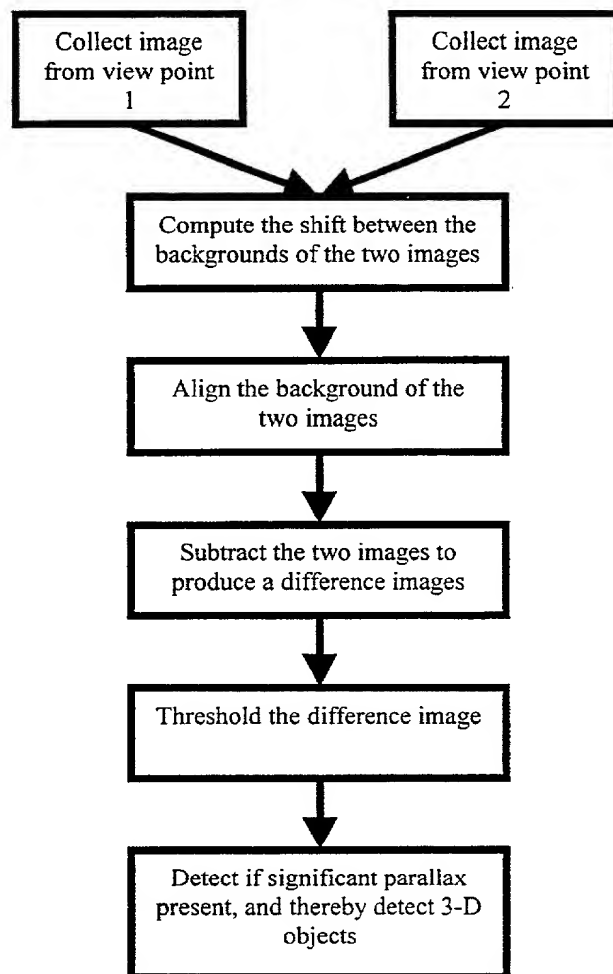 Collect image
from view point
1
Collect image
from view point
2
Compute the shift between the
backgrounds of the two images
Align the background of the
two images
Subtract the two images to
produce a difference images
Threshold the difference image
Detect if significant parallax
present, and thereby detect 3-D
objects